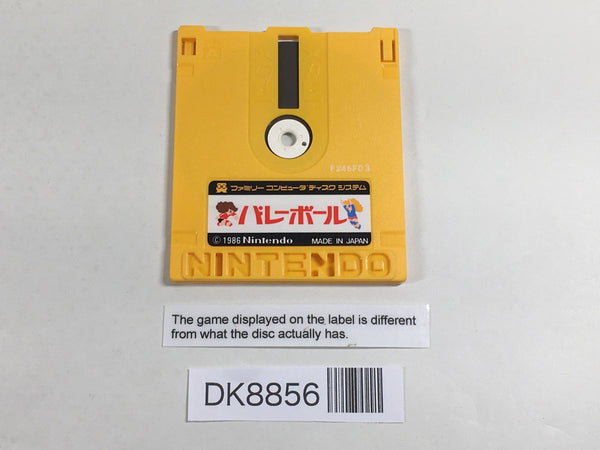 F246F03
ファミリー コンピュータ ディスク システム
バレーボール
© 1986 Nintendo MADE IN JAPAN
NINTENDO
The game displayed on the label is different
from what the disc actually has.
DK8856